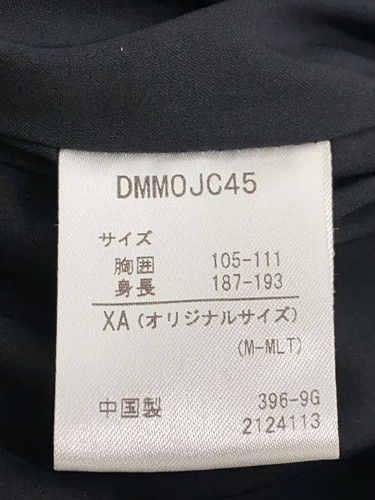 DMMOJC45
サイズ
胸囲 105-111
身長 187-193
XA(オリジナルサイズ)
(M-MLT)
中国製 396-9G
2124113